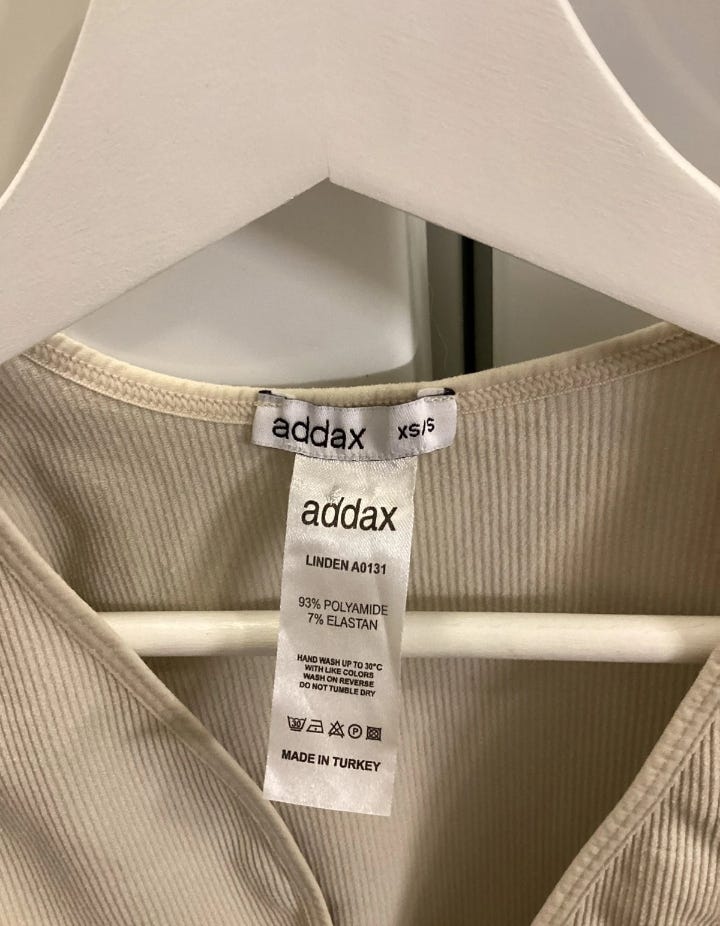 addax XS/S
addax
LINDEN A0131
93% POLYAMIDE
7% ELASTAN
HAND WASH UP TO 30°C
WITH LIKE COLORS
WASH ON REVERSE
DO NOT TUMBLE DRY
30 P
MADE IN TURKEY